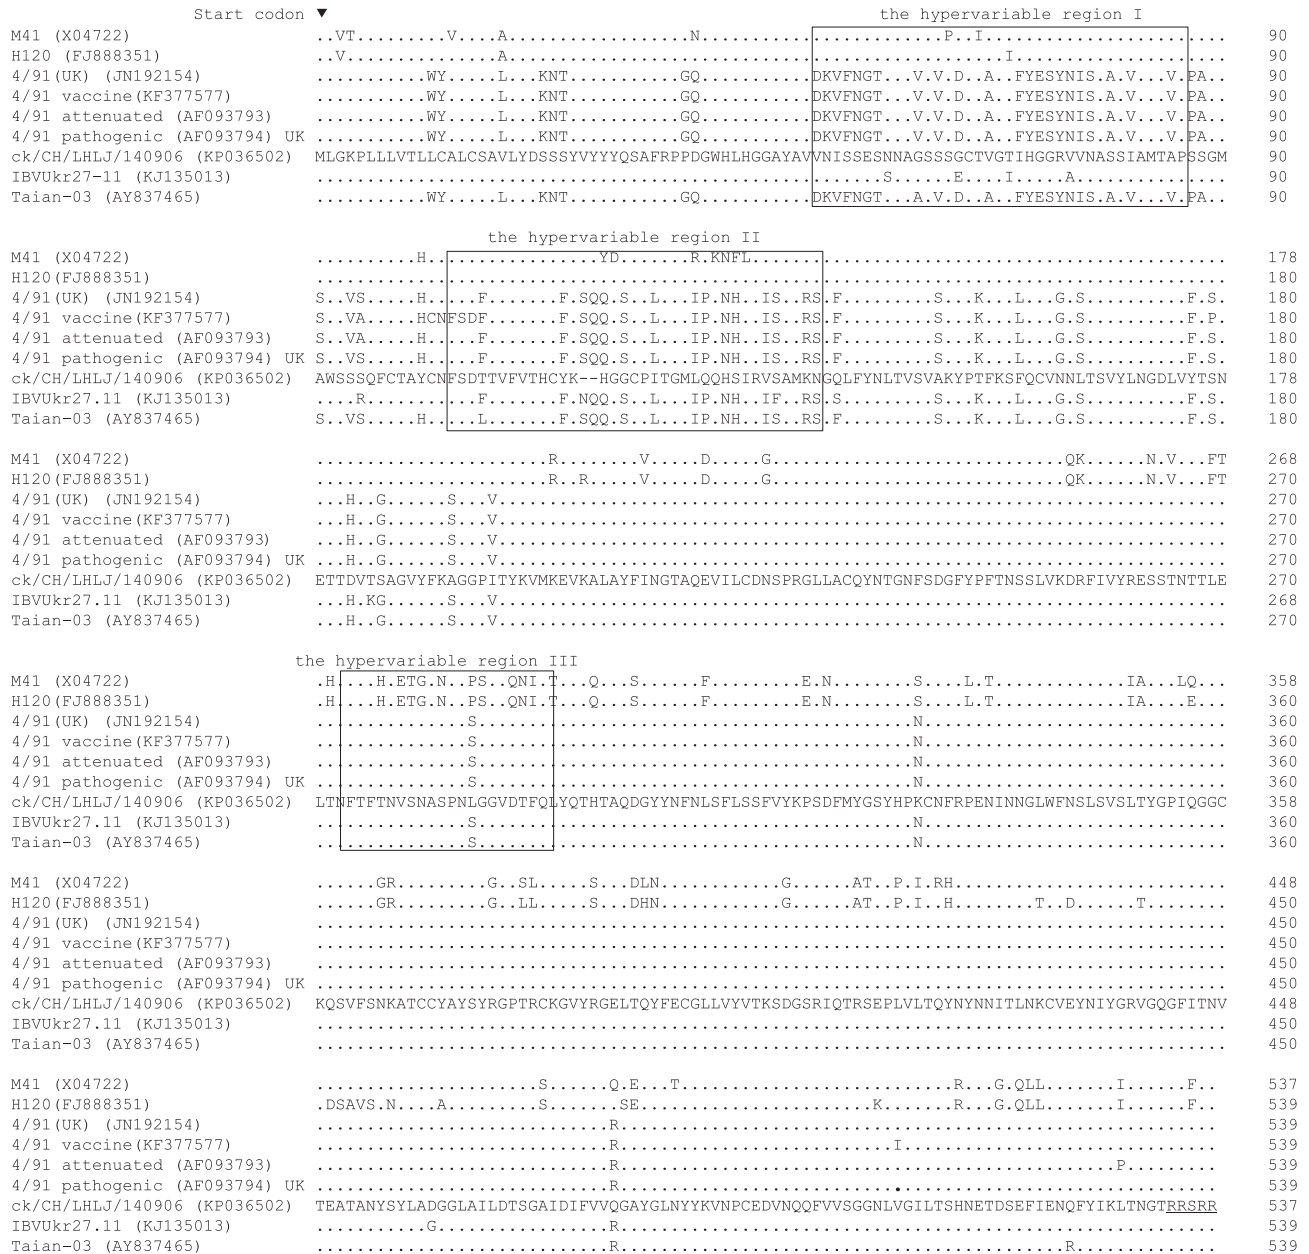 Start codon ▼ the hypervariable region I
M41 (X04722) ..VT.........V....A..................N........................P..I........................ 90
H120 (FJ888351) ..V...............A.................................................I..................... 90
4/91(UK) (JN192154) ...........WY.....L...KNT...........GQ...........DKVFNGT...V.V.D..A..FYESYNIS.A.V...V.PA.. 90
4/91 vaccine(KF377577) ...........WY.....L...KNT...........GQ...........DKVFNGT...V.V.D..A..FYESYNIS.A.V...V.PA.. 90
4/91 attenuated (AF093793) ...........WY.....L...KNT...........GQ...........DKVFNGT...V.V.D..A..FYESYNIS.A.V...V.PA.. 90
4/91 pathogenic (AF093794) UK ...........WY.....L...KNT...........GQ...........DKVFNGT...V.V.D..A..FYESYNIS.A.V...V.PA.. 90
ck/CH/LHLJ/140906 (KP036502) MLGKPLLLVTLLCALCSAVLYDSSSYVYYYQSAFRPPDGWHLHGGAYAVVNISSESNNAGSSSGCTVGTIHGGRVVNASSIAMTAPSSGM 90
IBVUkr27-11 (KJ135013) ........................................................S......E....I.....A............... 90
Taian-03 (AY837465) ...........WY.....L...KNT...........GQ...........DKVFNGT...A.V.D..A..FYESYNIS.A.V...V.PA.. 90
the hypervariable region II
M41 (X04722) ..........H.................YD.......R.KNFL............................................... 178
H120(FJ888351) .......................................................................................... 180
4/91(UK) (JN192154) S..VS.....H.....F.......F.SQQ.S..L...IP.NH..IS..RS.F.........S...K...L...G.S..........F.S. 180
4/91 vaccine(KF377577) S..VA.....HCNFSDF.......F.SQQ.S..L...IP.NH..IS..RS.F.........S...K...L...G.S..........F.P. 180
4/91 attenuated (AF093793) S..VA.....H.....F.......F.SQQ.S..L...IP.NH..IS..RS.F.........S...K...L...G.S..........F.S. 180
4/91 pathogenic (AF093794) UK S..VS.....H.....F.......F.SQQ.S..L...IP.NH..IS..RS.F.........S...K...L...G.S..........F.S. 180
ck/CH/LHLJ/140906 (KP036502) AWSSSQFCTAYCNFSDTTVFVTHCYK--HGGCPITGMLQQHSIRVSAMKNGQLFYNLTVSVAKYPTFKSFQCVNNLTSVYLNGDLVYTSN 178
IBVUkr27.11 (KJ135013) ....R...........F.......F.NQQ.S..L...IP.NH..IF..RS.S.........S...K...L...G.S..........F.S. 180
Taian-03 (AY837465) S..VS.....H.....L.......F.SQQ.S..L...IP.NH..IS..RS.F.........S...K...L...G.S..........F.S. 180
M41 (X04722) .......................R........V.....D.....G.............................QK......N.V...FT 268
H120(FJ888351) .......................R..R.....V.....D.....G.............................QK......N.V...FT 270
4/91(UK) (JN192154) ...H..G......S...V........................................................................ 270
4/91 vaccine(KF377577) ...H..G......S...V........................................................................ 270
4/91 attenuated (AF093793) ...H..G......S...V........................................................................ 270
4/91 pathogenic (AF093794) UK ...H..G......S...V........................................................................ 270
ck/CH/LHLJ/140906 (KP036502) ETTDVTSAGVYFKAGGPITYKVMKEVKALAYFINGTAQEVILCDNSPRGLLACQYNTGNFSDGFYPFTNSSLVKDRFIVYRESSTNTTLE 270
IBVUkr27.11 (KJ135013) ...H.KG......S...V........................................................................ 268
Taian-03 (AY837465) ...H..G......S...V........................................................................ 270
the hypervariable region III
M41 (X04722) .H....H.ETG.N..PS..QNI.T...Q...S......F.........E.N........S....L.T.............IA...LQ... 358
H120(FJ888351) .H....H.ETG.N..PS..QNI.T...Q...S......F.........E.N........S....L.T.............IA....E... 360
4/91(UK) (JN192154) ...............S...........................................N.............................. 360
4/91 vaccine(KF377577) ...............S...........................................N.............................. 360
4/91 attenuated (AF093793) ...............S...........................................N.............................. 360
4/91 pathogenic (AF093794) UK ...............S...........................................N.............................. 360
ck/CH/LHLJ/140906 (KP036502) LTNFTFTNVSNASPNLGGVDTFQLYQTHTAQDGYYNFNLSFLSSFVYKPSDFMYGSYHPKCNFRPENINNGLWFNSLSVSLTYGPIQGGC 358
IBVUkr27.11 (KJ135013) ...............S...........................................N.............................. 360
Taian-03 (AY837465) ...............S...........................................N.............................. 360
M41 (X04722) ......GR.........G..SL.....S...DLN............G......AT..P.I.RH........................... 448
H120(FJ888351) ......GR.........G..LL.....S...DHN............G......AT..P.I..H........T..D......T........ 450
4/91(UK) (JN192154) .......................................................................................... 450
4/91 vaccine(KF377577) .......................................................................................... 450
4/91 attenuated (AF093793) .......................................................................................... 450
4/91 pathogenic (AF093794) UK .......................................................................................... 450
ck/CH/LHLJ/140906 (KP036502) KQSVFSNKATCCYAYSYRGPTRCKGVYRGELTQYFECGLLVYVTKSDGSRIQTRSEPLVLTQYNYNNITLNKCVEYNIYGRVGQGFITNV 448
IBVUkr27.11 (KJ135013) .......................................................................................... 450
Taian-03 (AY837465) .......................................................................................... 450
M41 (X04722) ......................S......Q.E...T...........................R...G.QLL.......I......F.. 537
H120(FJ888351) .DSAVS.N....A.........S.......SE.......................K.......R...G.QLL.......I......F.. 539
4/91(UK) (JN192154) .............................R........................................................... 539
4/91 vaccine(KF377577) .............................R...........................I............................... 539
4/91 attenuated (AF093793) .............................R.................................................P......... 539
4/91 pathogenic (AF093794) UK .............................R........................................................... 539
ck/CH/LHLJ/140906 (KP036502) TEATANYSYLADGGLAILDTSGAIDIFVVQGAYGLNYYKVNPCEDVNQQFVVSGGNLVGILTSHNETDSEFIENQFYIKLTNGTRRSRR 537
IBVUkr27.11 (KJ135013) ...........G.................R........................................................... 539
Taian-03 (AY837465) .............................R............................................R.............. 539